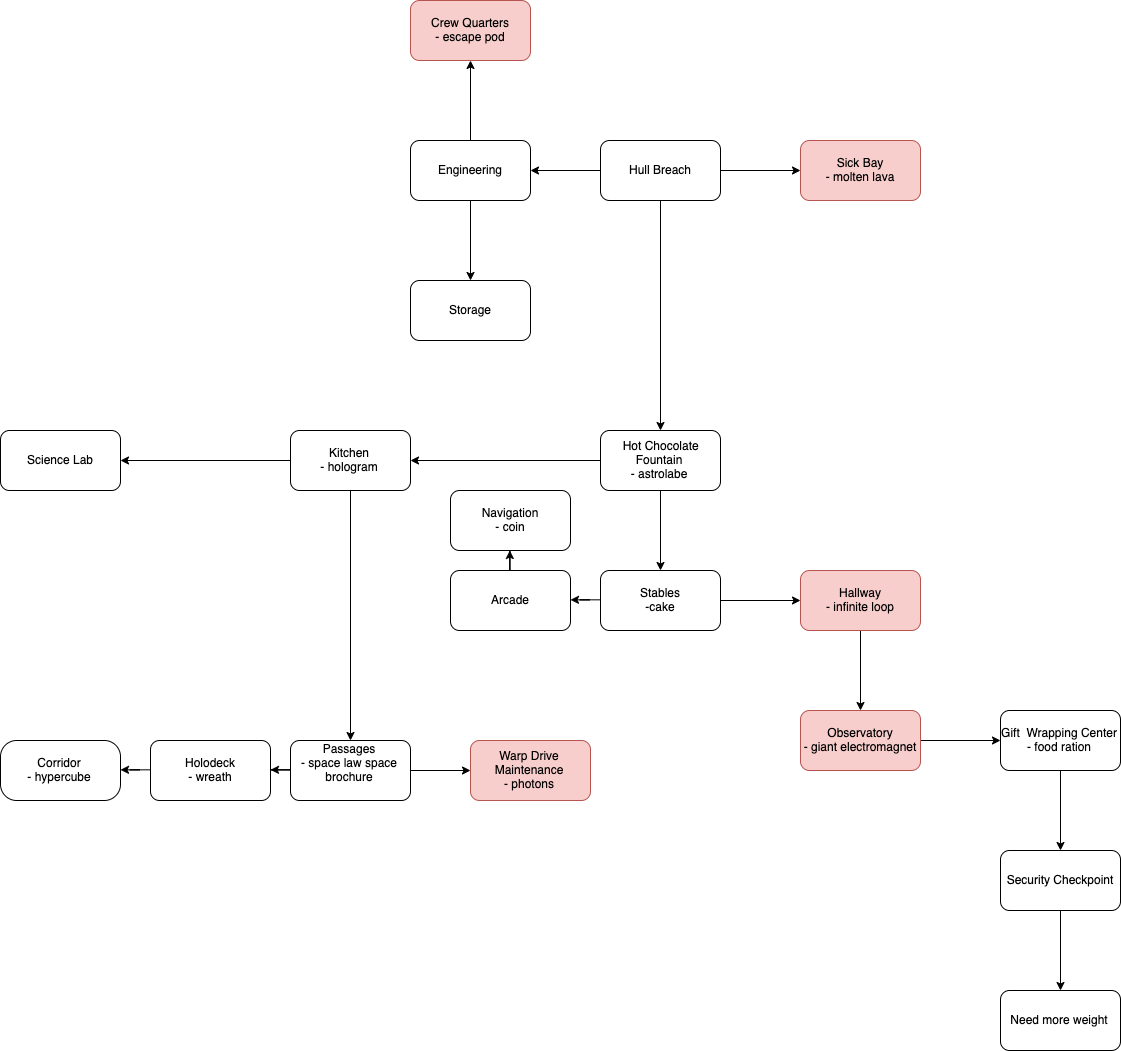 Crew Quarters
- escape pod
Engineering
Hull Breach
Sick Bay
- molten lava
Storage
Science Lab
Kitchen
- hologram
Hot Chocolate
Fountain
- astrolabe
Navigation
- coin
Arcade
Stables
-cake
Hallway
- infinite loop
Observatory
- giant electromagnet
Gift Wrapping Center
- food ration
Corridor
- hypercube
Holodeck
- wreath
Passages
- space law space
brochure
Warp Drive
Maintenance
- photons
Security Checkpoint
Need more weight